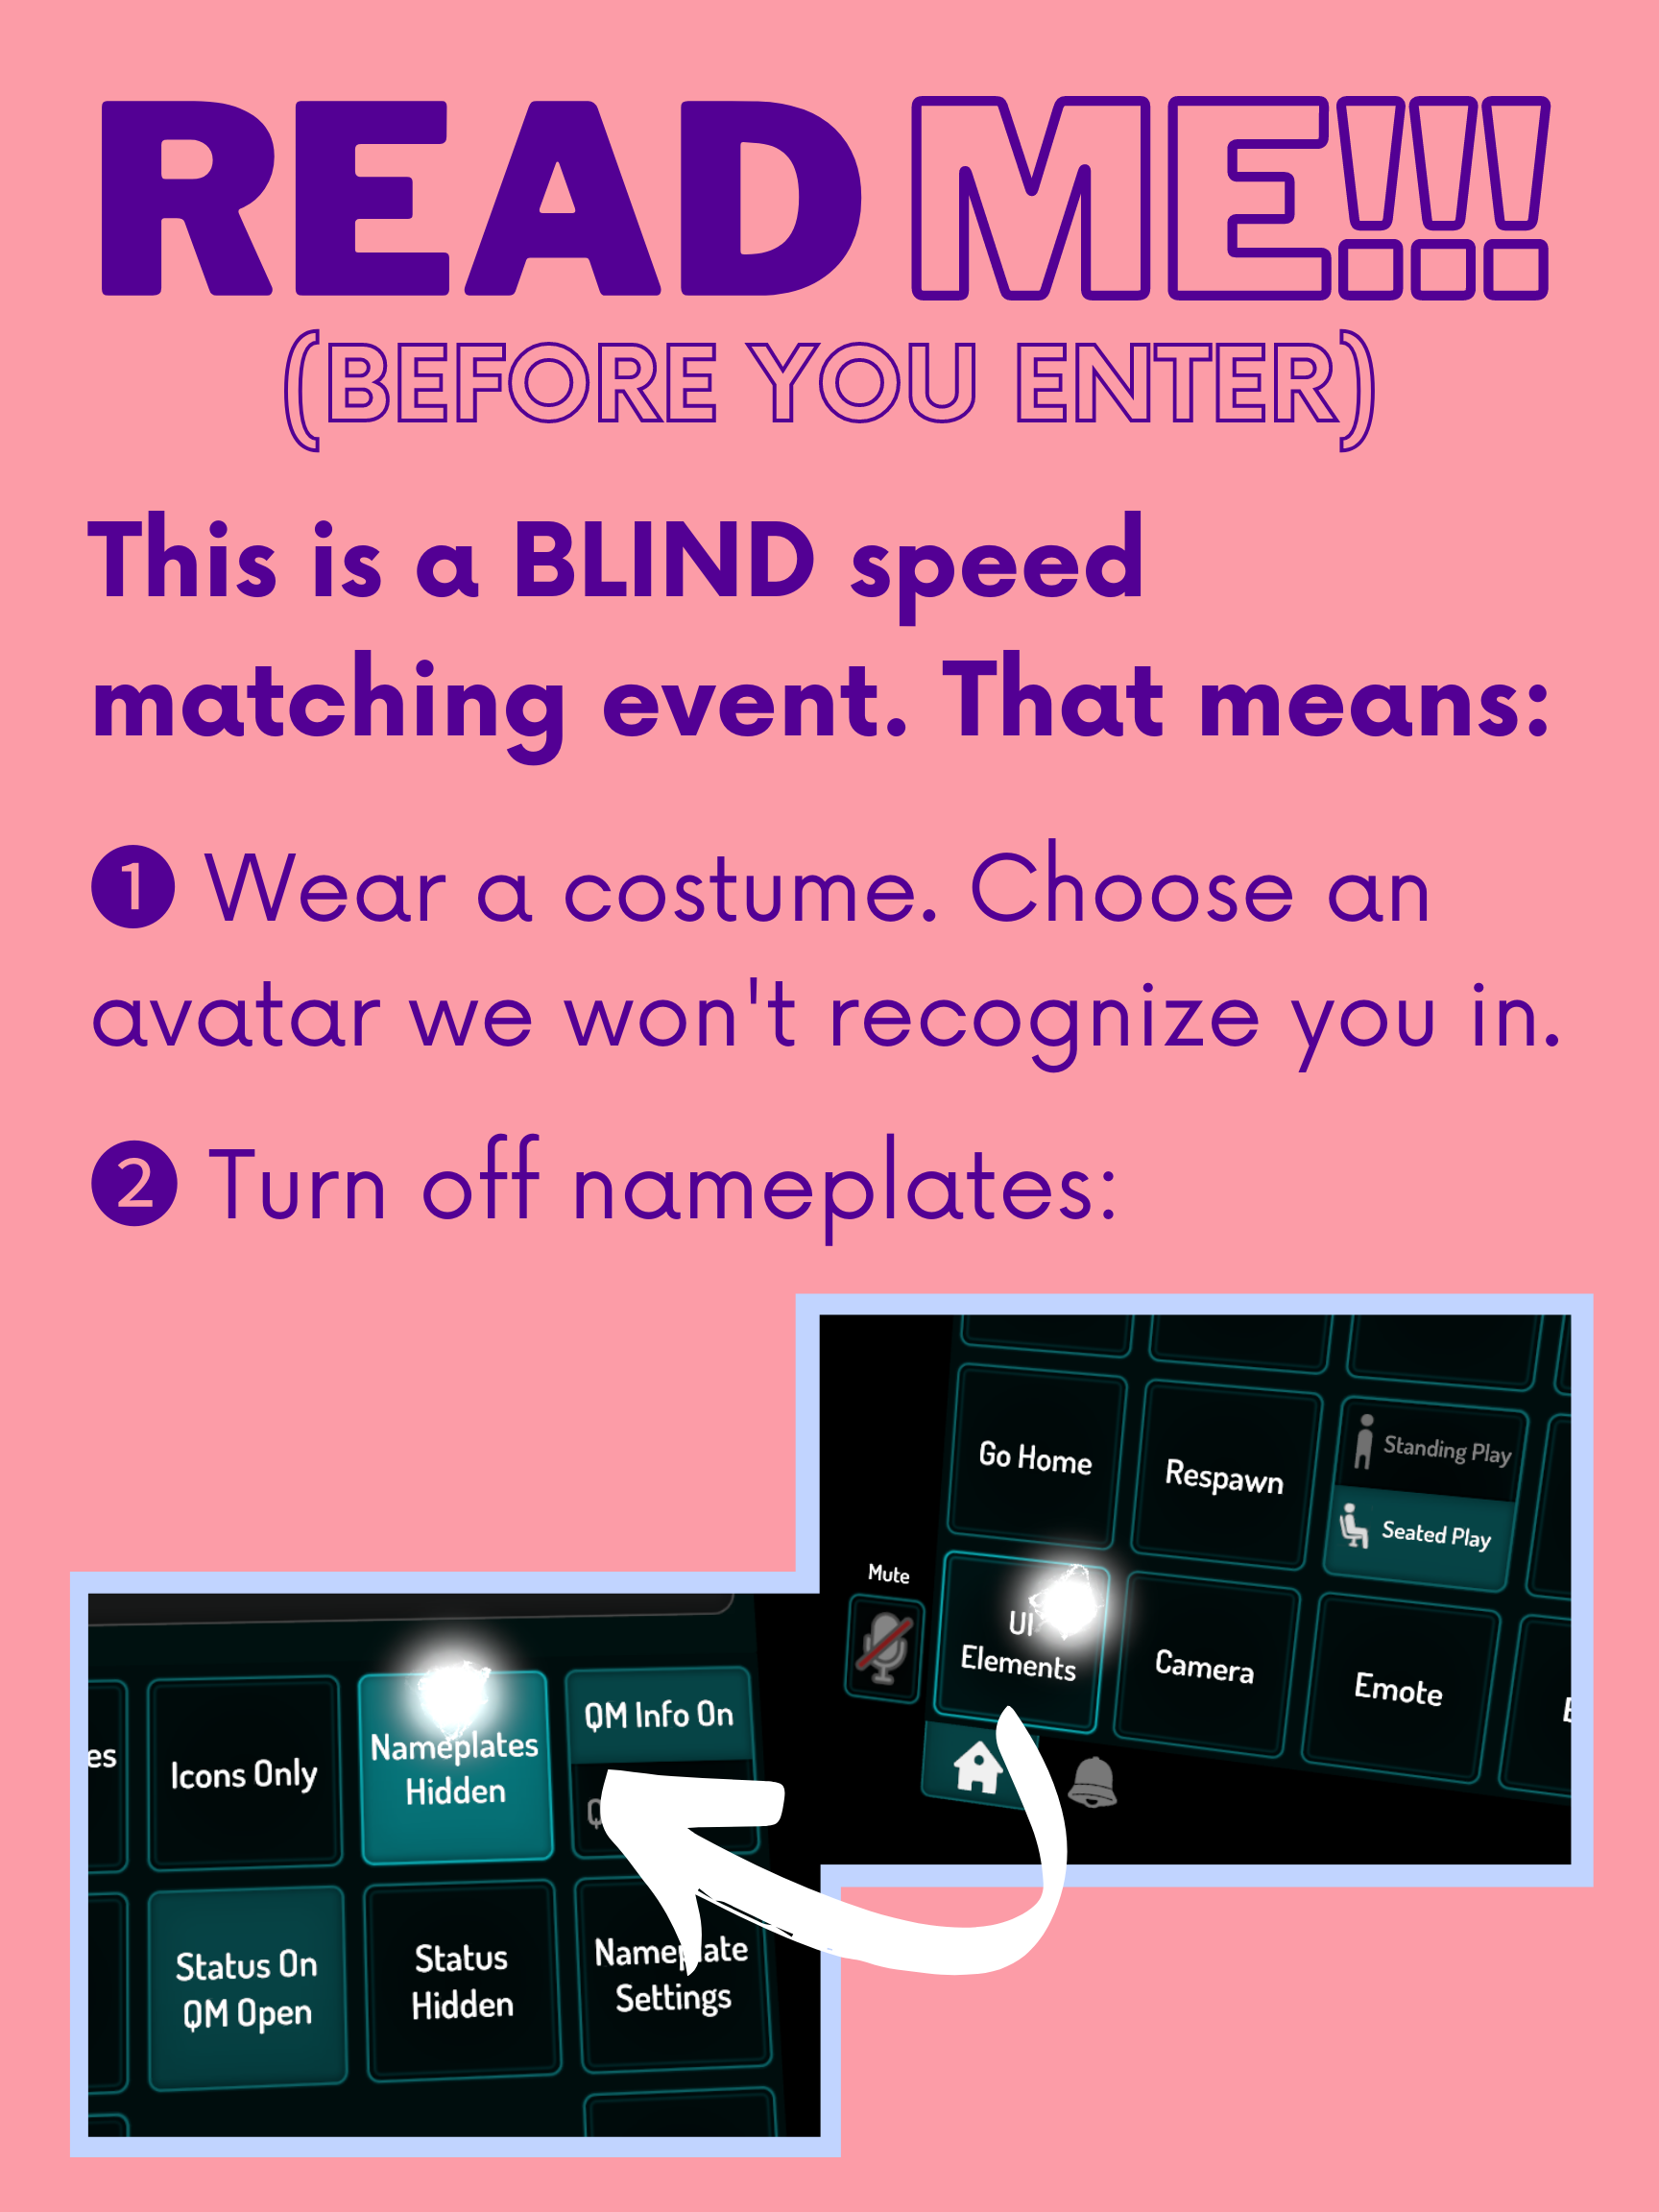 READ ME!!!
(BEFORE YOU ENTER)
This is a BLIND speed
matching event. That means:
1 Wear a costume. Choose an
avatar we won't recognize you in.
2 Turn off nameplates:
Go Home
Respawn
Standing Play
Seated Play
Mute
UI
Elements
Camera
Emote
es
Icons Only
Nameplates
Hidden
QM Info On
Status On
QM Open
Status
Hidden
Nameplate
Settings